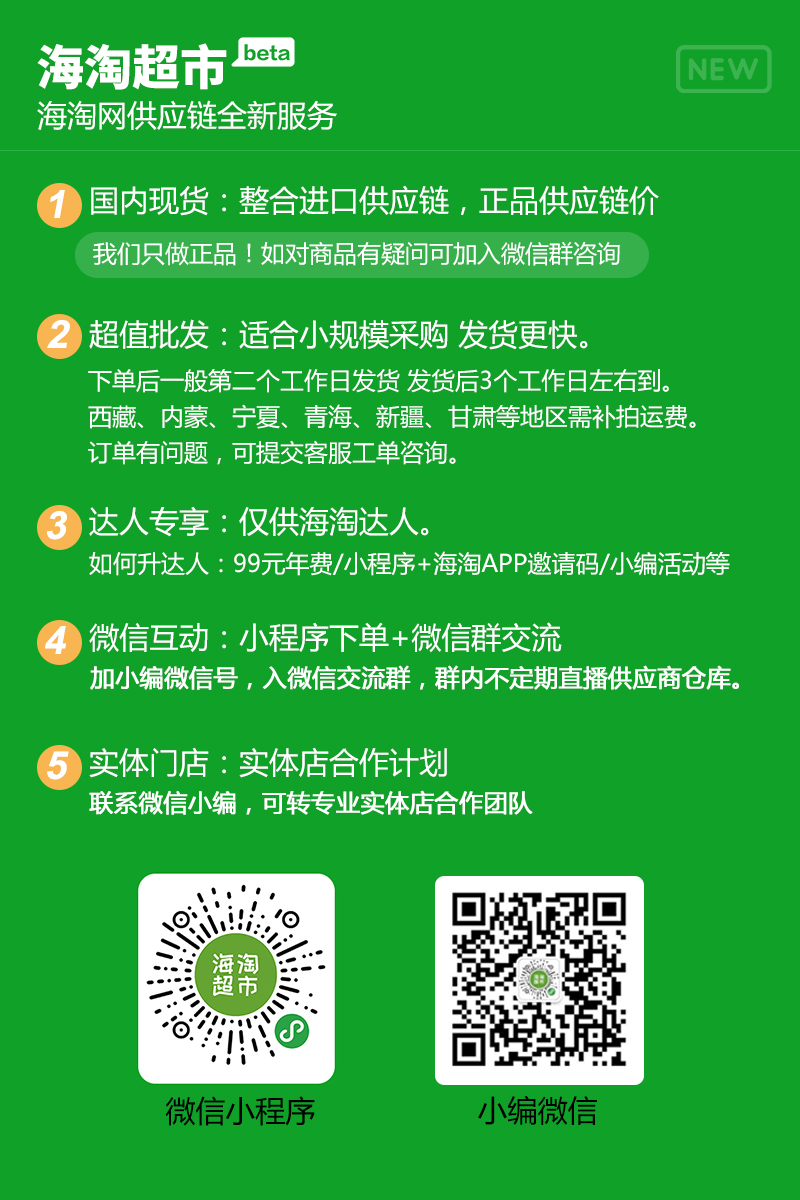 海淘超市 beta
NEW
海淘网供应链全新服务
1 国内现货：整合进口供应链，正品供应链价
我们只做正品！如对商品有疑问可加入微信群咨询
2 超值批发：适合小规模采购 发货更快。
下单后一般第二个工作日发货 发货后3个工作日左右到。
西藏、内蒙、宁夏、青海、新疆、甘肃等地区需补拍运费。
订单有问题，可提交客服工单咨询。
3 达人专享：仅供海淘达人。
如何升达人：99元年费/小程序+海淘APP邀请码/小编活动等
4 微信互动：小程序下单+微信群交流
加小编微信号，入微信交流群，群内不定期直播供应商仓库。
5 实体门店：实体店合作计划
联系微信小编，可转专业实体店合作团队
海淘
超市
海淘
超市
微信小程序
小编微信